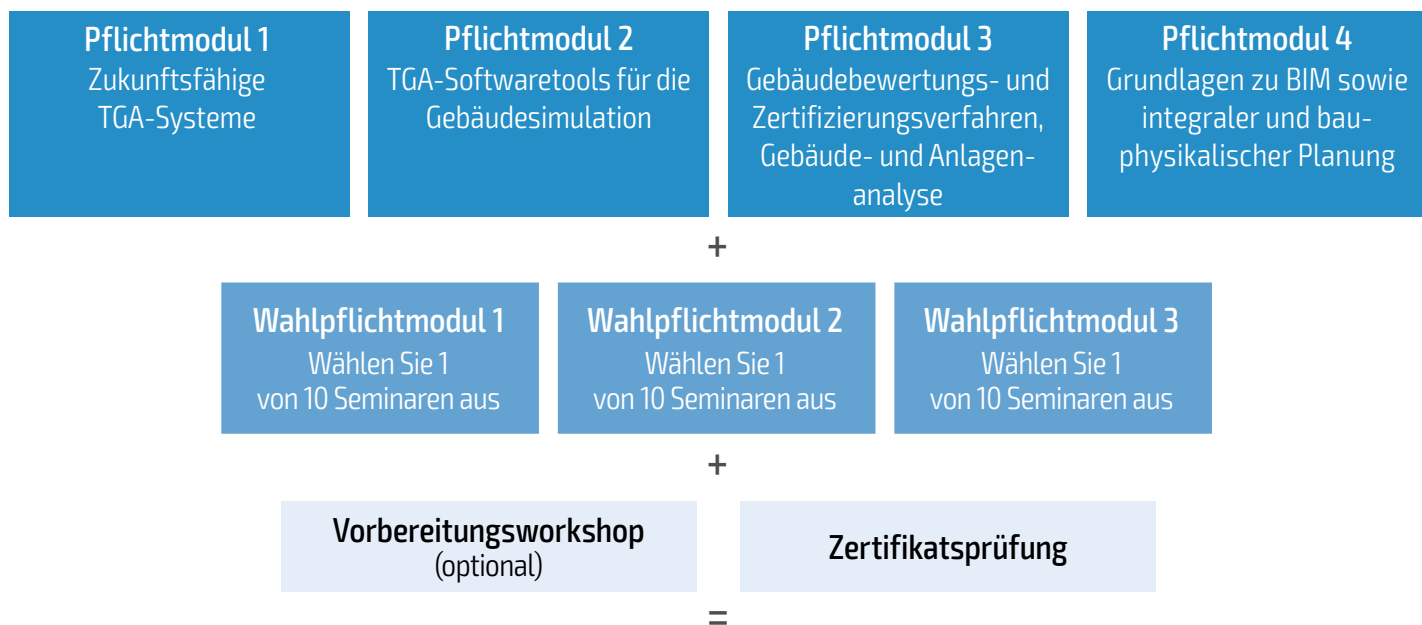 Pflichtmodul 1
Zukunftsfähige
TGA-Systeme
Pflichtmodul 2
TGA-Softwaretools für die
Gebäudesimulation
Pflichtmodul 3
Gebäudebewertungs- und
Zertifizierungsverfahren,
Gebäude- und Anlagen-
analyse
Pflichtmodul 4
Grundlagen zu BIM sowie
integraler und bau-
physikalischer Planung
+
Wahlpflichtmodul 1
Wählen Sie 1
von 10 Seminaren aus
Wahlpflichtmodul 2
Wählen Sie 1
von 10 Seminaren aus
Wahlpflichtmodul 3
Wählen Sie 1
von 10 Seminaren aus
+
Vorbereitungsworkshop
(optional)
Zertifikatsprüfung
=